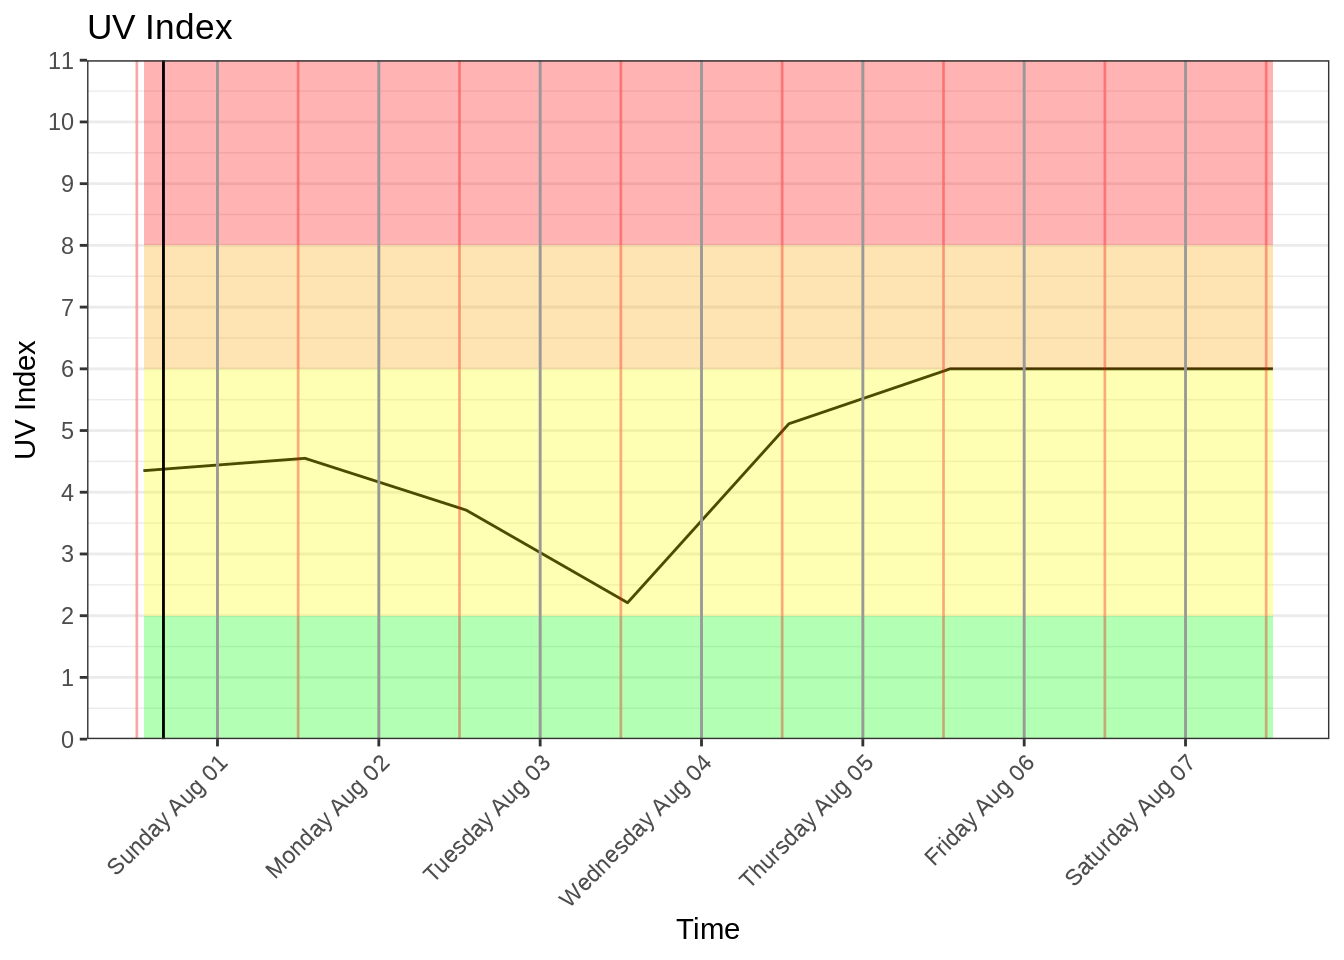 UV Index
11
10
9
8
7
6
5
4
3
2
1
0
UV Index
Sunday Aug 01
Monday Aug 02
Tuesday Aug 03
Wednesday Aug 04
Thursday Aug 05
Friday Aug 06
Saturday Aug 07
Time